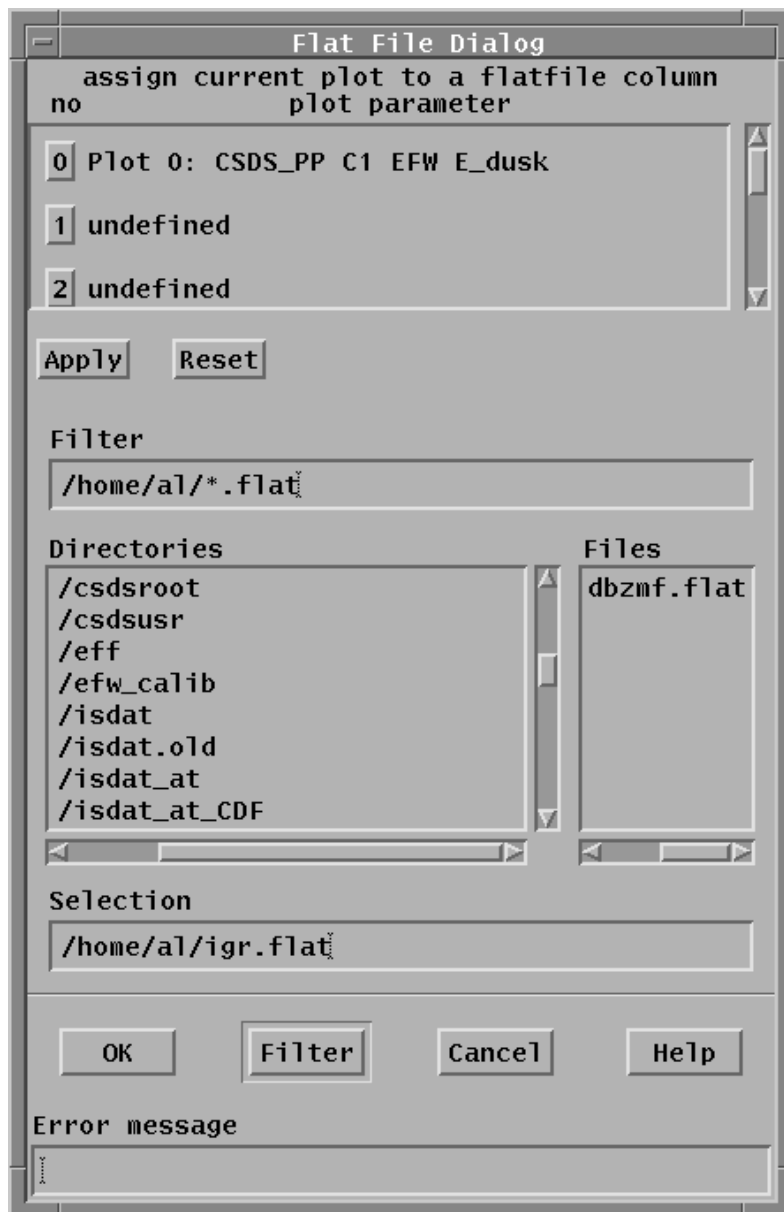 Flat File Dialog
assign current plot to a flatfile column
no plot parameter
0 Plot 0: CSDS_PP C1 EFW E_dusk
1 undefined
2 undefined
Apply Reset
Filter
/home/al/*.flat
Directories Files
/csdsroot dbzmf.flat
/csdsusr
/eff
/efw_calib
/isdat
/isdat.old
/isdat_at
/isdat_at_CDF
Selection
/home/al/igr.flat
OK Filter Cancel Help
Error message